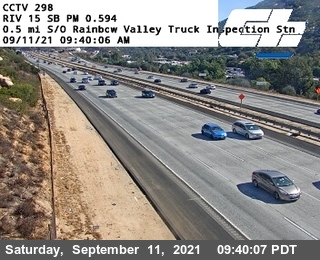 CCTV 298
RIV 15 SB PM 0.594
0.5 mi S/O Rainbcw Valley Truck Inspection Stn
09/11/21 09:40:06 AM
Saturday, September 11, 2021 09:40:07 PDT